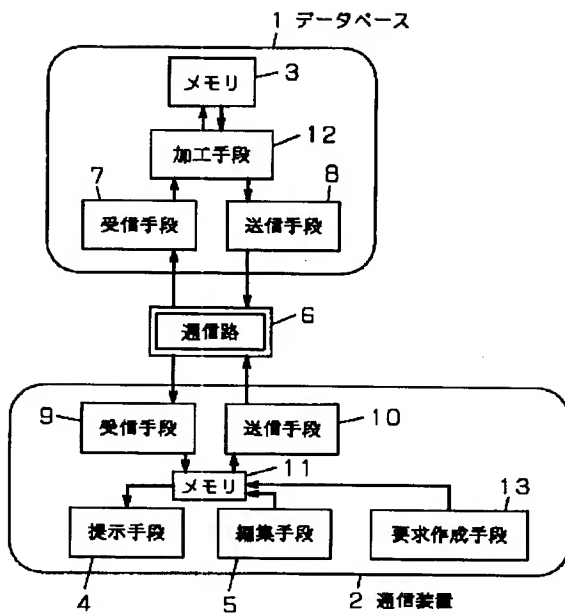 1 データベース
メモリ 3
加工手段 12
7 8
受信手段 送信手段
通信路 6
9 10
受信手段 送信手段
メモリ 11
13
提示手段 編集手段 要求作成手段
4 5 2 通信装置